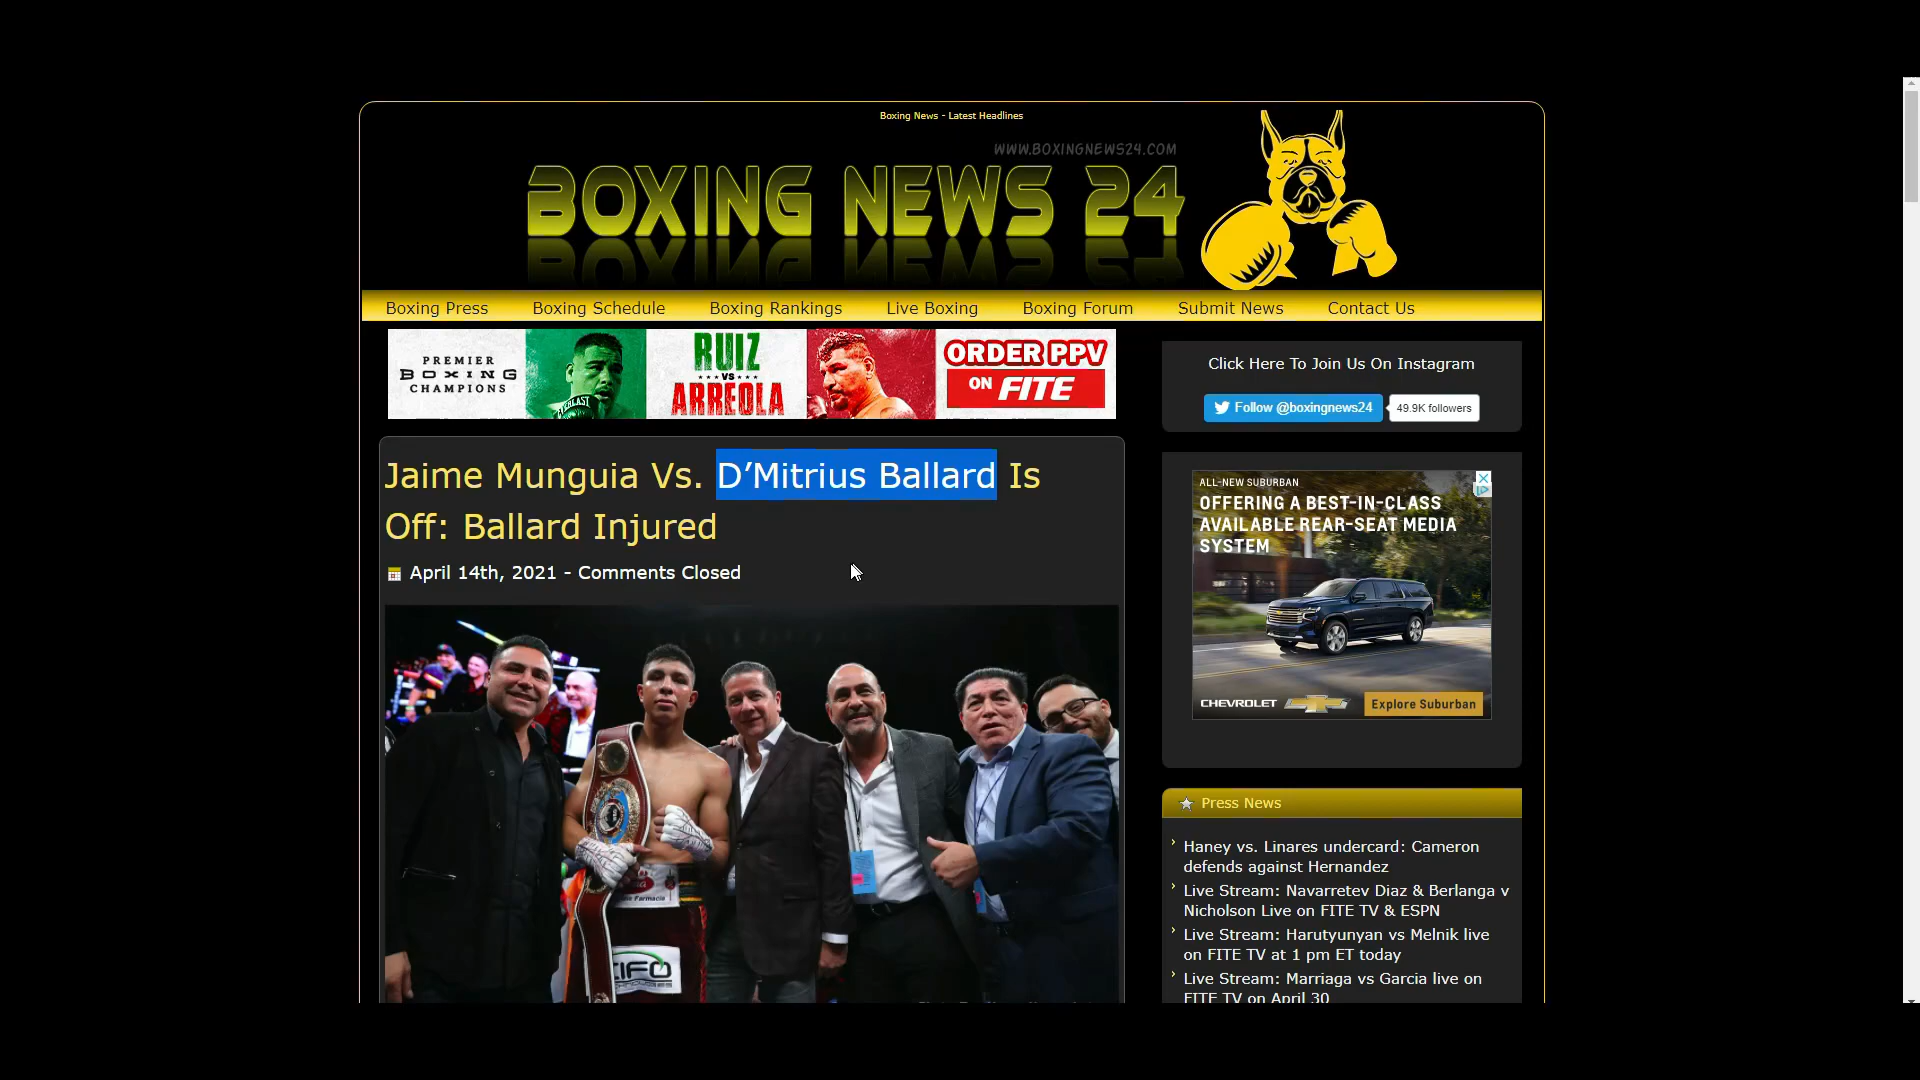 Boxing News - Latest Headlines
WWW.BOXINGNEWS24.COM
BOXING NEWS 24
Boxing Press Boxing Schedule Boxing Rankings Live Boxing Boxing Forum Submit News Contact Us
PREMIER
BOXING
CHAMPIONS
EVERLAST
RUIZ
VS
ARREOLA
ORDER PPV
ON FITE
Click Here To Join Us On Instagram
Follow @boxingnews24 49.9K followers
Jaime Munguia Vs. D’Mitrius Ballard Is
Off: Ballard Injured
April 14th, 2021 - Comments Closed
ALL-NEW SUBURBAN
OFFERING A BEST-IN-CLASS
AVAILABLE REAR-SEAT MEDIA
SYSTEM
CHEVROLET Explore Suburban
Press News
Haney vs. Linares undercard: Cameron
defends against Hernandez
Live Stream: Navarretev Diaz & Berlanga v
Nicholson Live on FITE TV & ESPN
Live Stream: Harutyunyan vs Melnik live
on FITE TV at 1 pm ET today
Live Stream: Marriaga vs Garcia live on
FITE TV on April 30